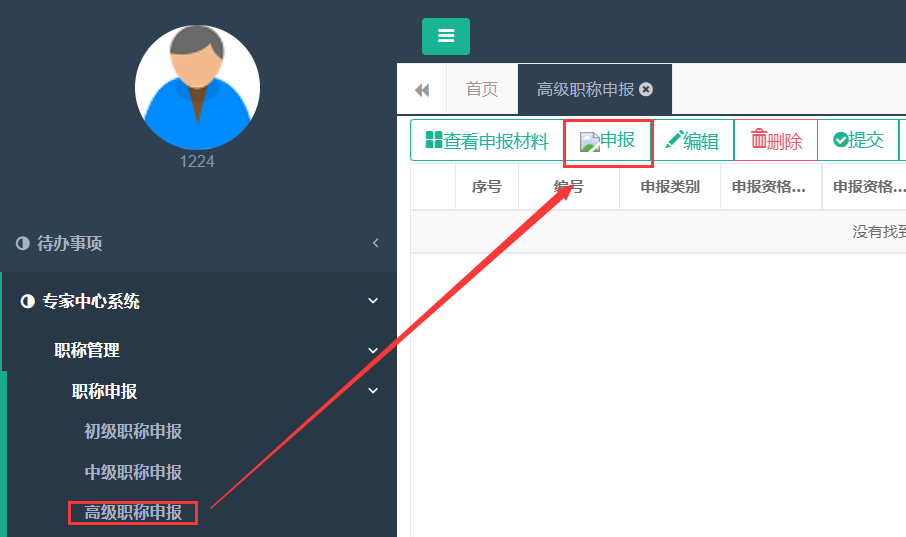 1224
待办事项
专家中心系统
职称管理
职称申报
初级职称申报
中级职称申报
高级职称申报
首页 高级职称申报
查看申报材料 申报 编辑 删除 提交
序号 编号 申报类别 申报资格... 申报资格...
没有找到